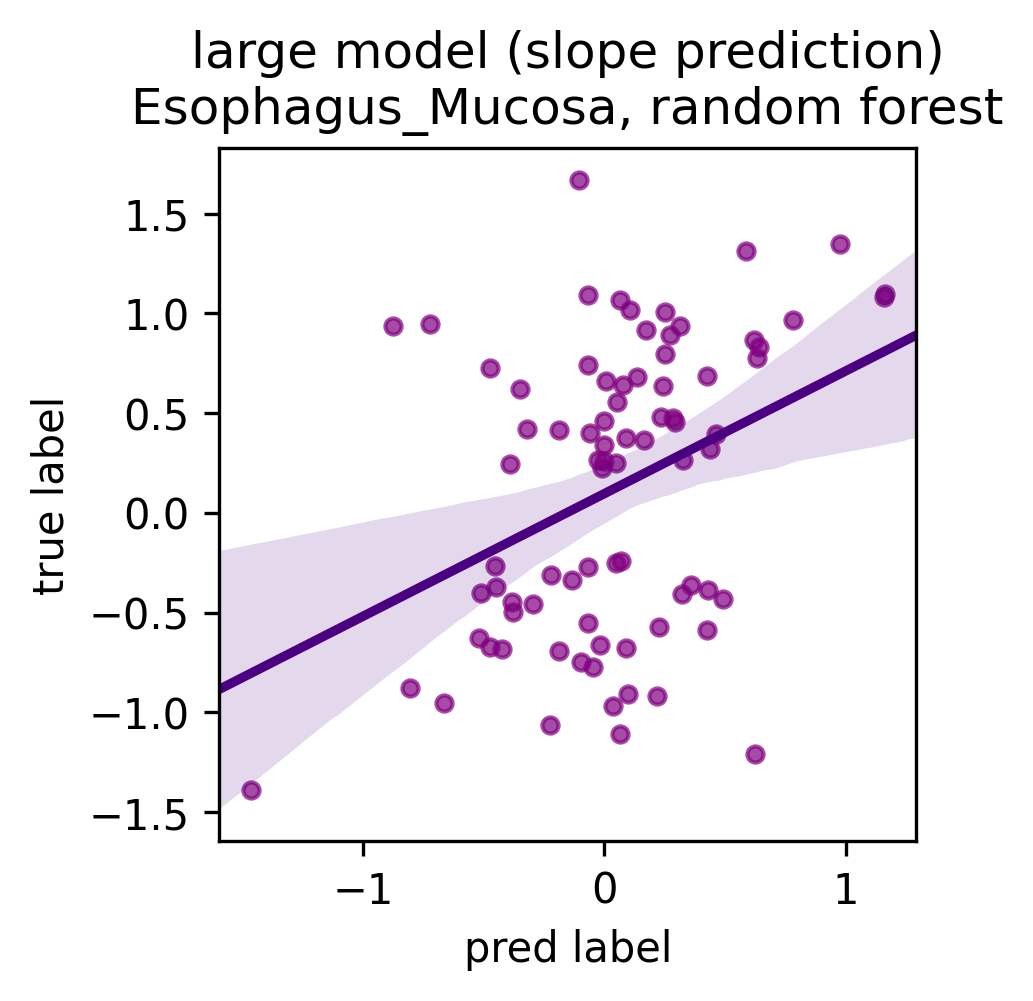 large model (slope prediction)
Esophagus_Mucosa, random forest
1.5
1.0
0.5
0.0
−0.5
−1.0
−1.5
true label
−1
0
1
pred label